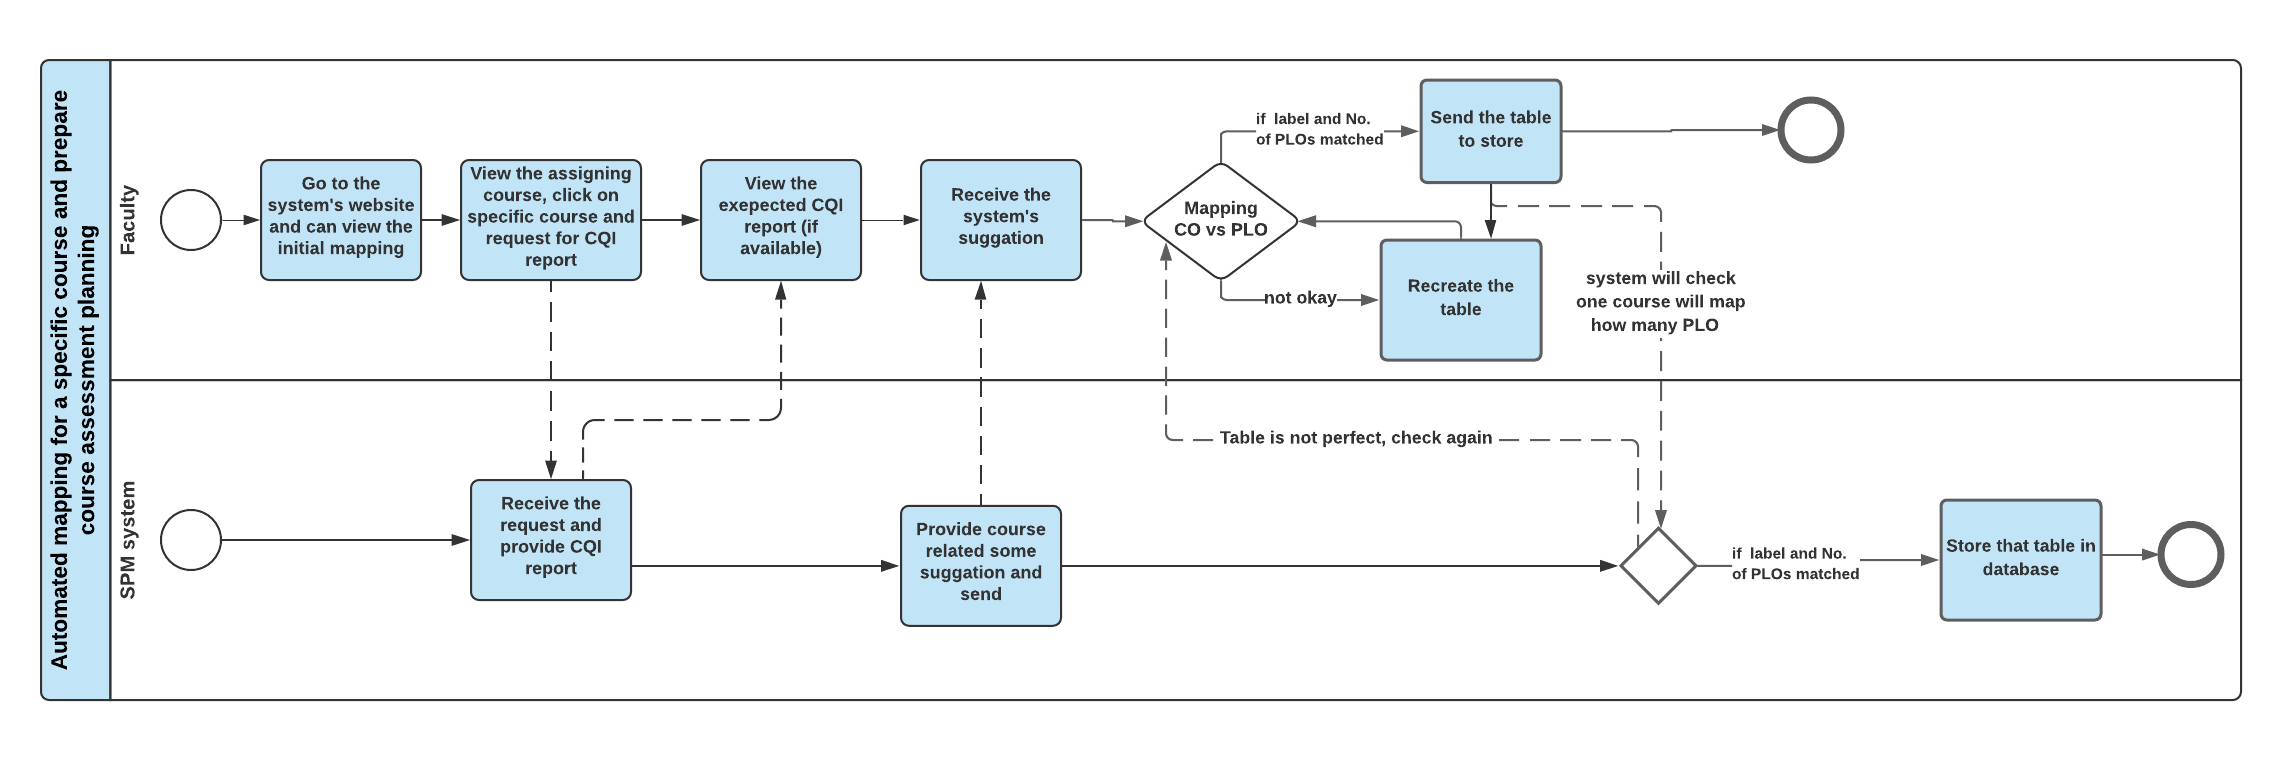 Automated mapping for a specific course and prepare
course assessment planning
Faculty
Go to the
system's website
and can view the
initial mapping
View the assigning
course, click on
specific course and
request for CQI
report
View the
exepected CQI
report (if
available)
Receive the
system's
suggation
Mapping
CO vs PLO
if label and No.
of PLOs matched
Send the table
to store
not okay
Recreate the
table
system will check
one course will map
how many PLO
SPM system
Receive the
request and
provide CQI
report
Provide course
related some
suggation and
send
Table is not perfect, check again
if label and No.
of PLOs matched
Store that table in
database